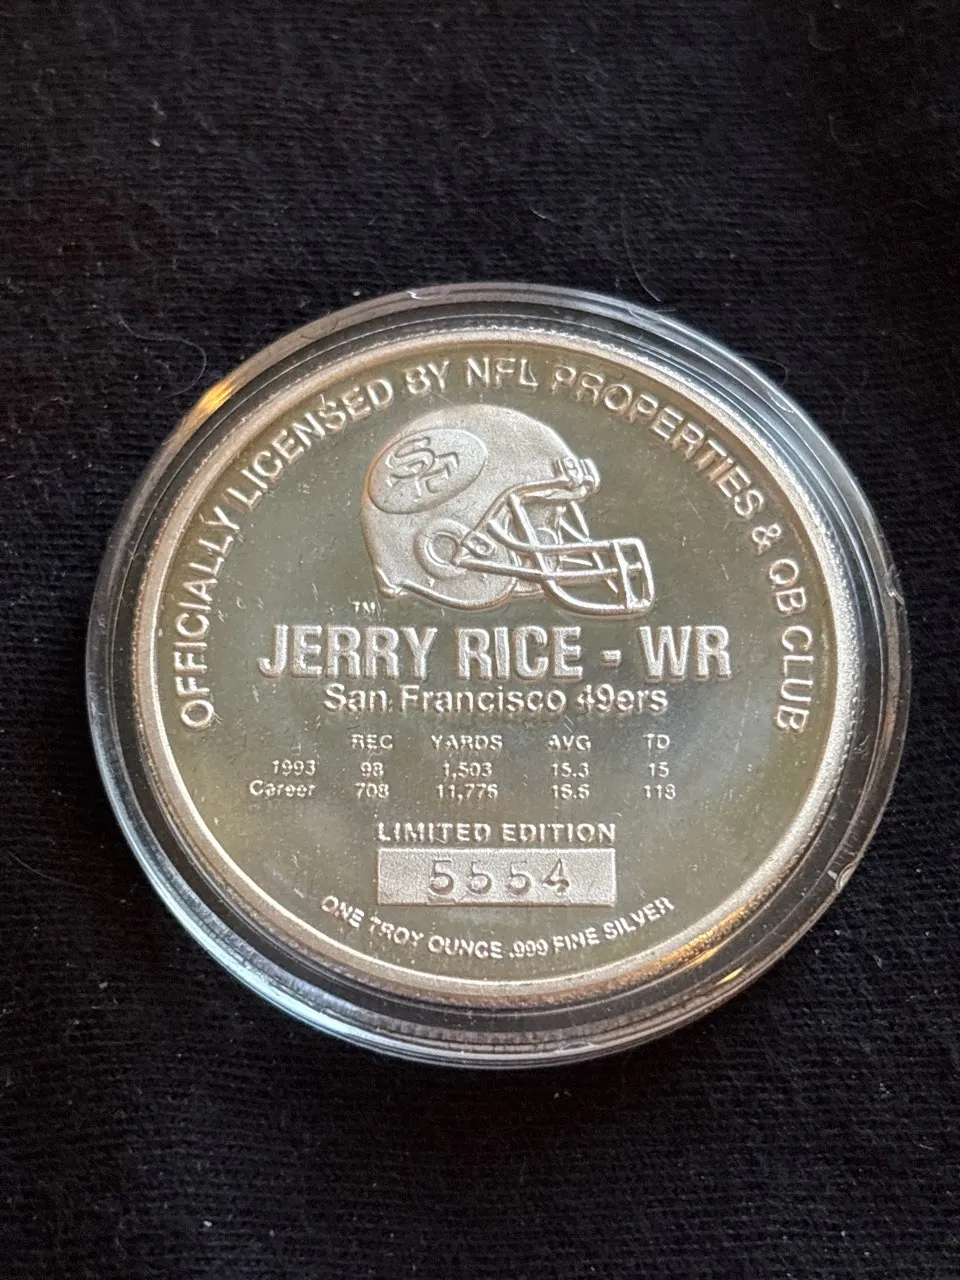 OFFICIALLY LICENSED BY NFL PROPERTIES & QB CLUB
SF
TM
JERRY RICE - WR
San Francisco 49ers
REC YARDS AVG TD
1993 98 1,503 15.3 15
Career 708 11,776 16.6 118
LIMITED EDITION
5554
ONE TROY OUNCE .999 FINE SILVER